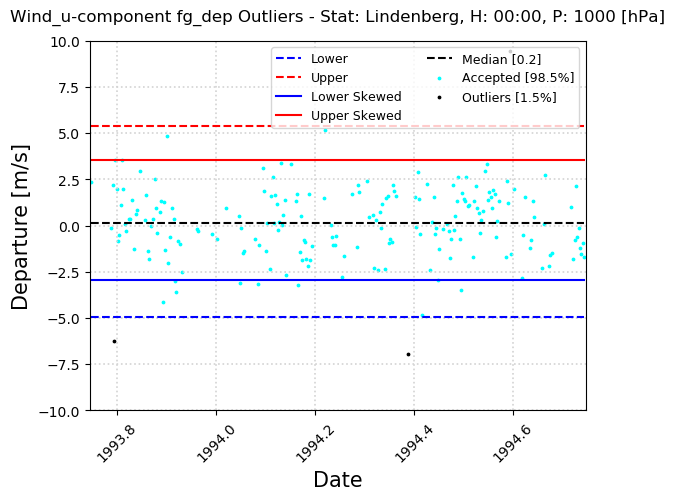 Wind_u-component fg_dep Outliers - Stat: Lindenberg, H: 00:00, P: 1000 [hPa]
Departure [m/s]
10.0
7.5
5.0
2.5
0.0
−2.5
−5.0
−7.5
−10.0
Lower
Upper
Lower Skewed
Upper Skewed
Median [0.2]
Accepted [98.5%]
Outliers [1.5%]
1993.8
1994.0
1994.2
1994.4
1994.6
Date